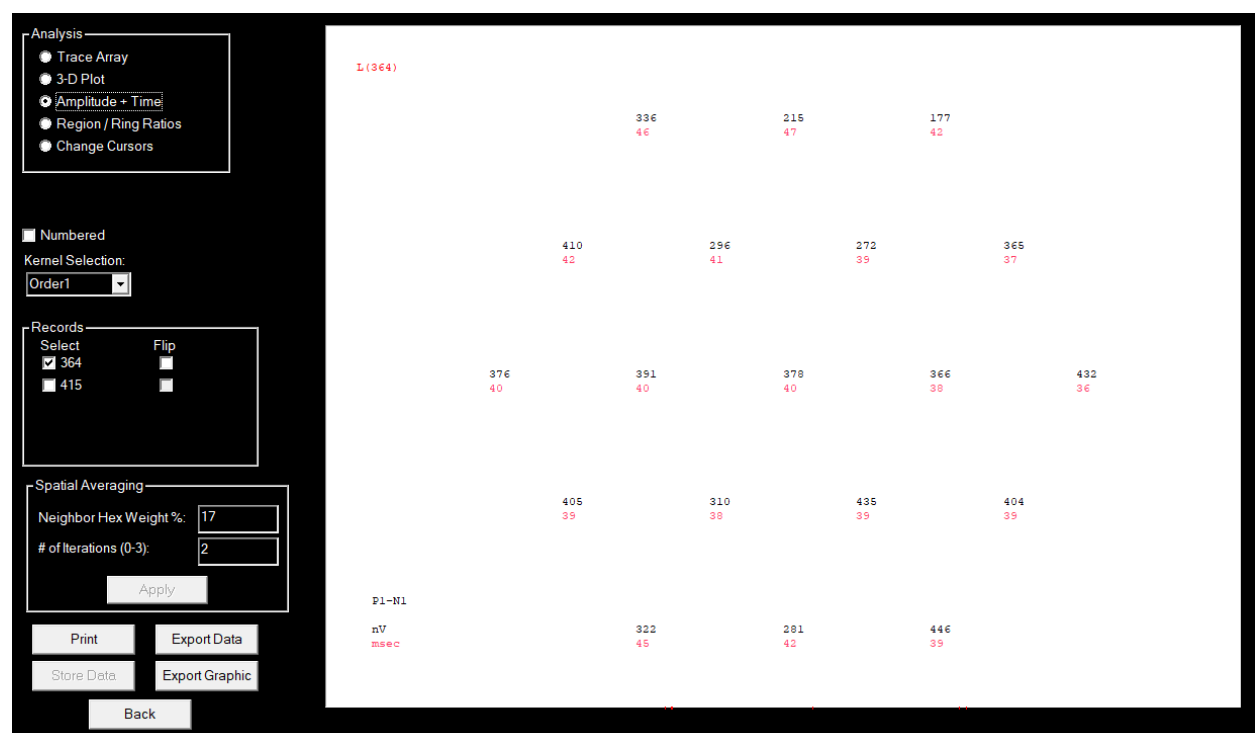 Analysis
Trace Array
3-D Plot
Amplitude + Time
Region / Ring Ratios
Change Cursors
Numbered
Kernel Selection:
Order1
Records
Select Flip
364
415
Spatial Averaging
Neighbor Hex Weight %: 17
# of Iterations (0-3): 2
Apply
Print Export Data
Store Data Export Graphic
Back
L(364)
336 215 177
46 47 42
410 296 272 365
42 41 39 37
376 391 378 366 432
40 40 40 38 36
405 310 435 404
39 38 39 39
P1-N1
nV 322 281 446
msec 45 42 39